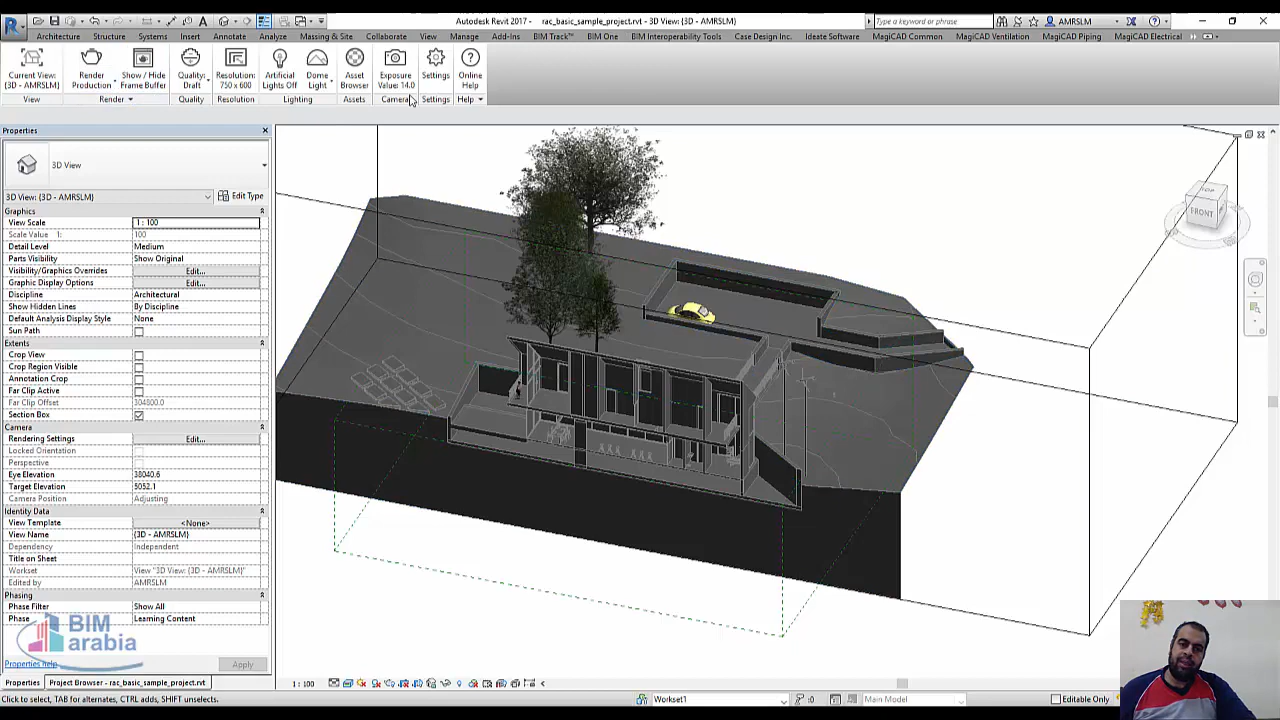 Autodesk Revit 2017 - rac_basic_sample_project.rvt - 3D View: {3D - AMRSLM}
Type a keyword or phrase
AMRSLM
Architecture Structure Systems Insert Annotate Analyze Massing & Site Collaborate View Manage Add-Ins BIM Track™ BIM One BIM Interoperability Tools Case Design Inc. Ideate Software MagiCAD Common MagiCAD Ventilation MagiCAD Piping MagiCAD Electrical
Current View: Render Show / Hide Quality: Resolution: Artificial Dome Asset Exposure Settings Online
{3D - AMRSLM} Production Frame Buffer Draft 750 x 600 Lights Off Light Browser Value: 14.0 Help
View Render Quality Resolution Lighting Assets Camera Settings Help
Properties
3D View
3D View: {3D - AMRSLM} Edit Type
Graphics
View Scale 1 : 100
Scale Value 1: 100
Detail Level Medium
Parts Visibility Show Original
Visibility/Graphics Overrides Edit...
Graphic Display Options Edit...
Discipline Architectural
Show Hidden Lines By Discipline
Default Analysis Display Style None
Sun Path
Extents
Crop View
Crop Region Visible
Annotation Crop
Far Clip Active
Far Clip Offset 304800.0
Section Box
Camera
Rendering Settings Edit...
Locked Orientation
Perspective
Eye Elevation 38040.6
Target Elevation 5052.1
Camera Position Adjusting
Identity Data
View Template <None>
View Name {3D - AMRSLM}
Dependency Independent
Title on Sheet
Workset View "3D View: {3D - AMRSLM}"
Edited by AMRSLM
Phasing
Phase Filter Show All
Phase Learning Content
BIM
arabia
Properties help Apply
Properties Project Browser - rac_basic_sample_project.rvt
TOP
FRONT
1 : 100
Click to select, TAB for alternates, CTRL adds, SHIFT unselects.
Workset1
:0
Main Model
Editable Only